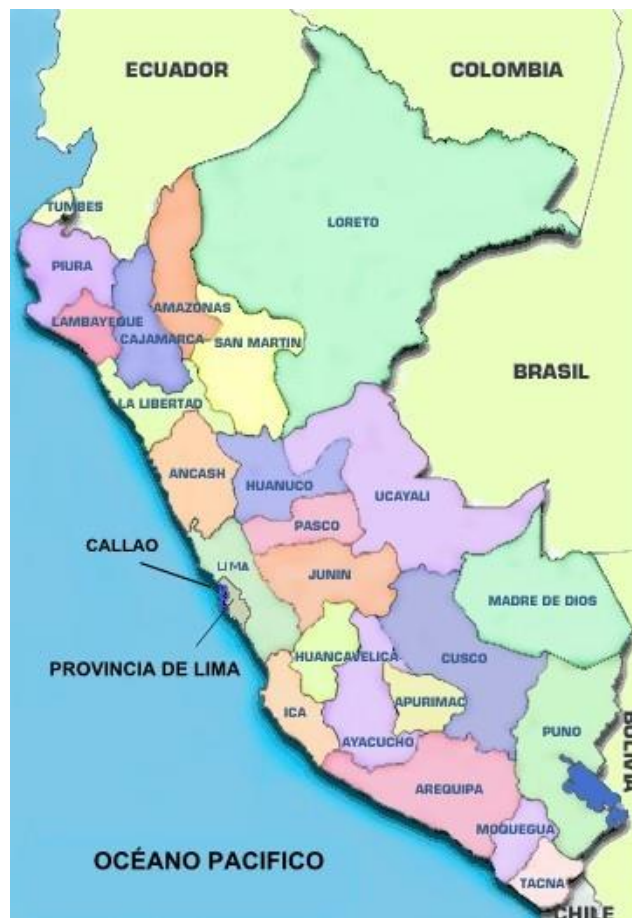 ECUADOR
COLOMBIA
TUMBES
LORETO
PIURA
AMAZONAS
LAMBAYEQUE
CAJAMARCA
SAN MARTIN
BRASIL
LA LIBERTAD
ANCASH
HUANUCO
UCAYALI
PASCO
CALLAO
LIMA
JUNIN
MADRE DE DIOS
HUANCAVELICA
CUSCO
PROVINCIA DE LIMA
APURIMAC
ICA
AYACUCHO
PUNO
BOLIVIA
AREQUIPA
MOQUEGUA
OCÉANO PACIFICO
TACNA
CHILE